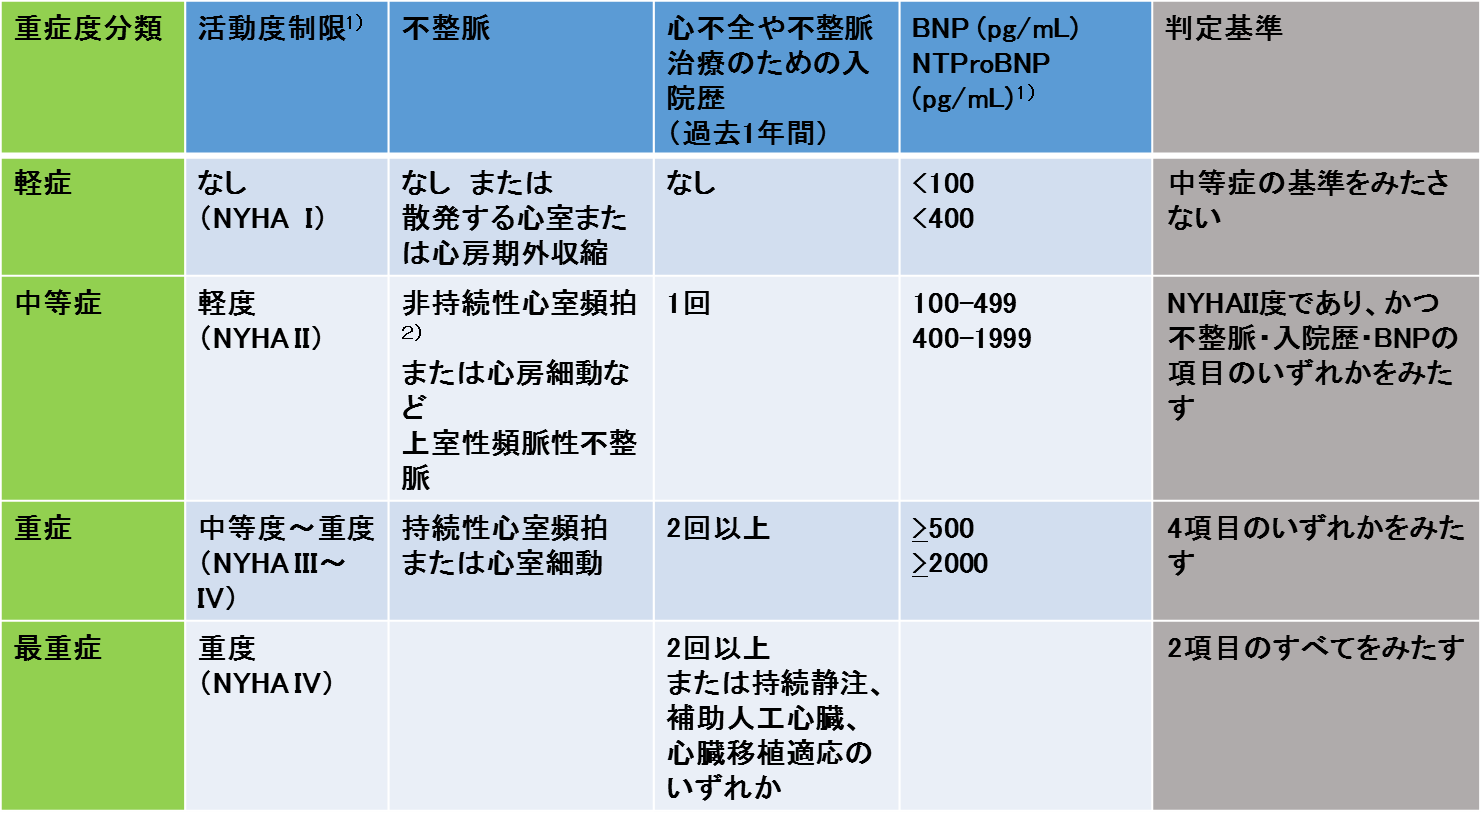 重症度分類
活動度制限1)
不整脈
心不全や不整脈
治療のための入
院歴
（過去1年間）
BNP (pg/mL)
NTProBNP
(pg/mL)1)
判定基準
軽症
なし
（NYHA I）
なし または
散発する心室また
は心房期外収縮
なし
<100
<400
中等症の基準をみたさ
ない
中等症
軽度
（NYHA II）
非持続性心室頻拍
2)
または心房細動な
ど
上室性頻脈性不整
脈
1回
100-499
400-1999
NYHAII度であり、かつ
不整脈・入院歴・BNPの
項目のいずれかをみた
す
重症
中等度～重度
（NYHA III～
IV）
持続性心室頻拍
または心室細動
2回以上
>500
>2000
4項目のいずれかをみた
す
最重症
重度
（NYHA IV）
2回以上
または持続静注、
補助人工心臓、
心臓移植適応の
いずれか
2項目のすべてをみたす